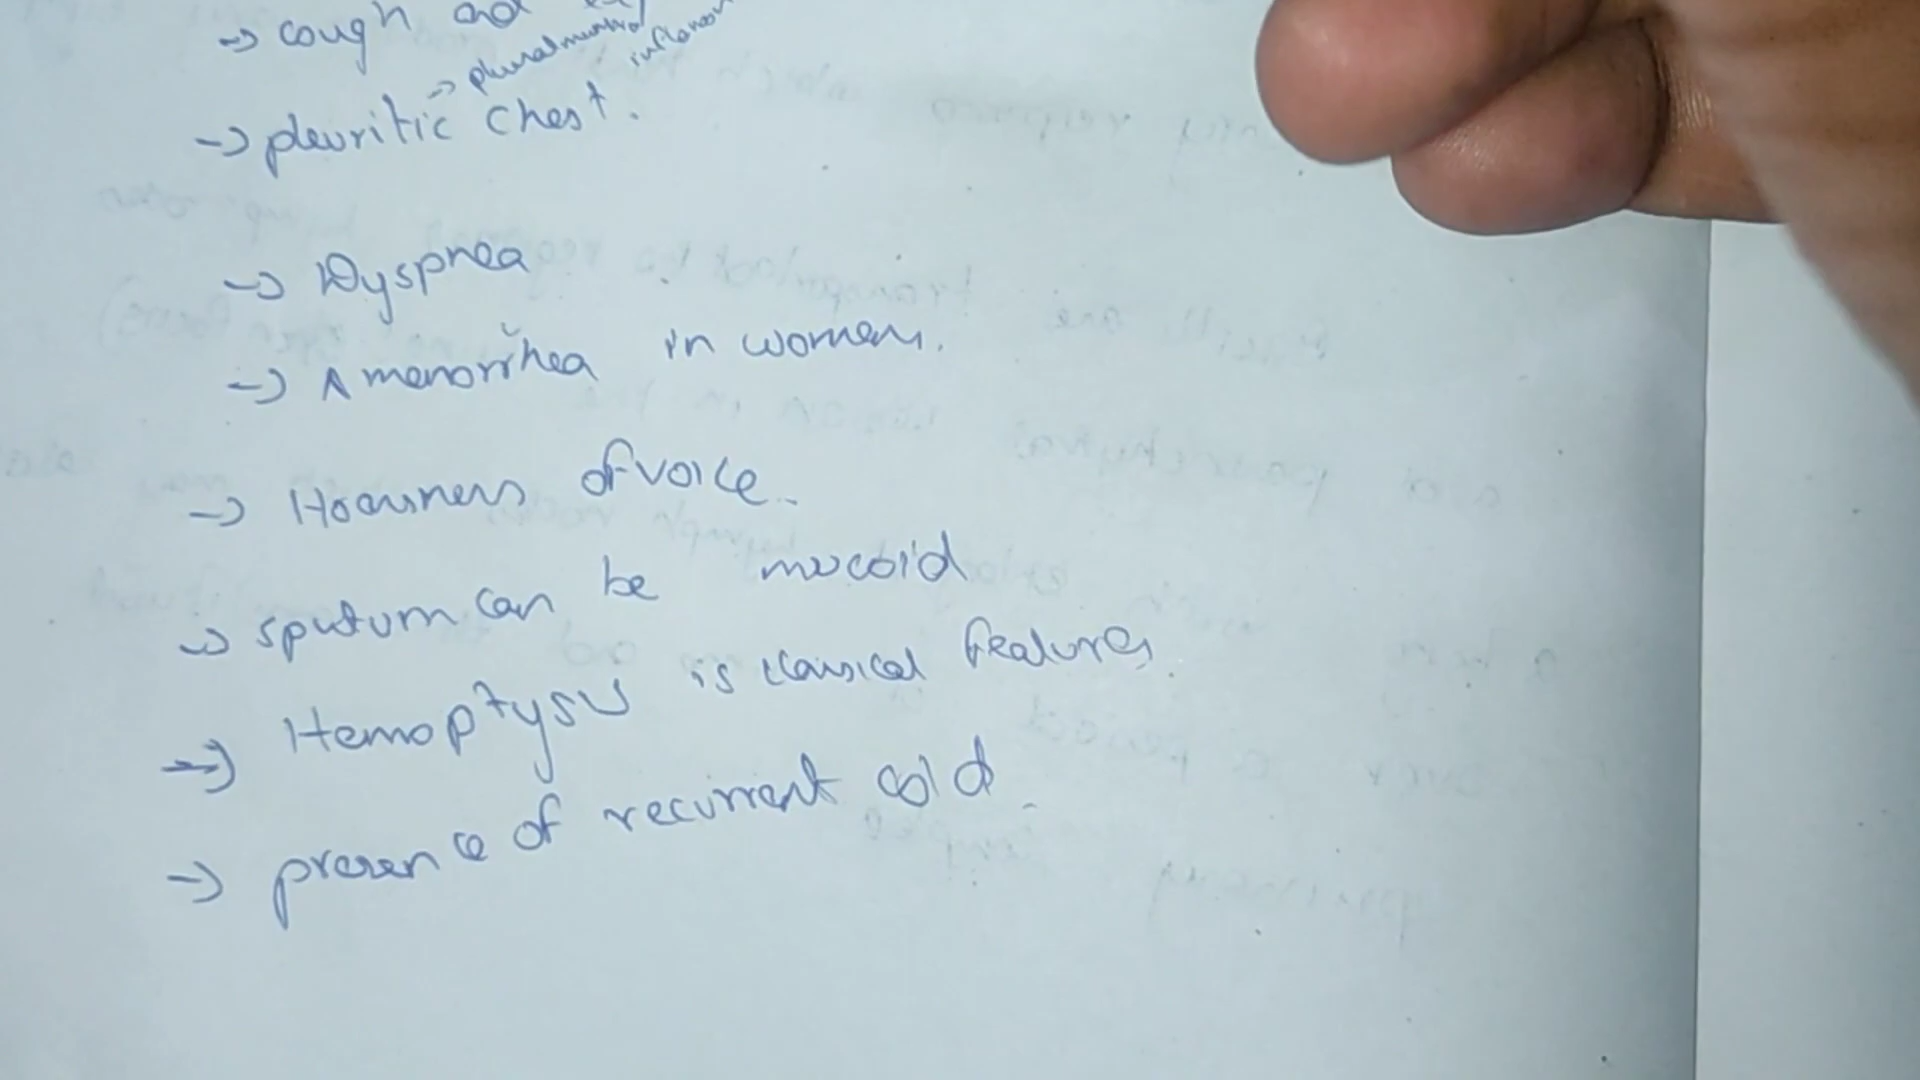 → cough and
→ pleural
→ pleuritic chest.
→ Dyspnea
→ Amenorrhea in women.
→ Hoarsness of voice.
→ sputum can be mucoid
→ Hemoptysis is classical features
→ presence of recurrent cold.